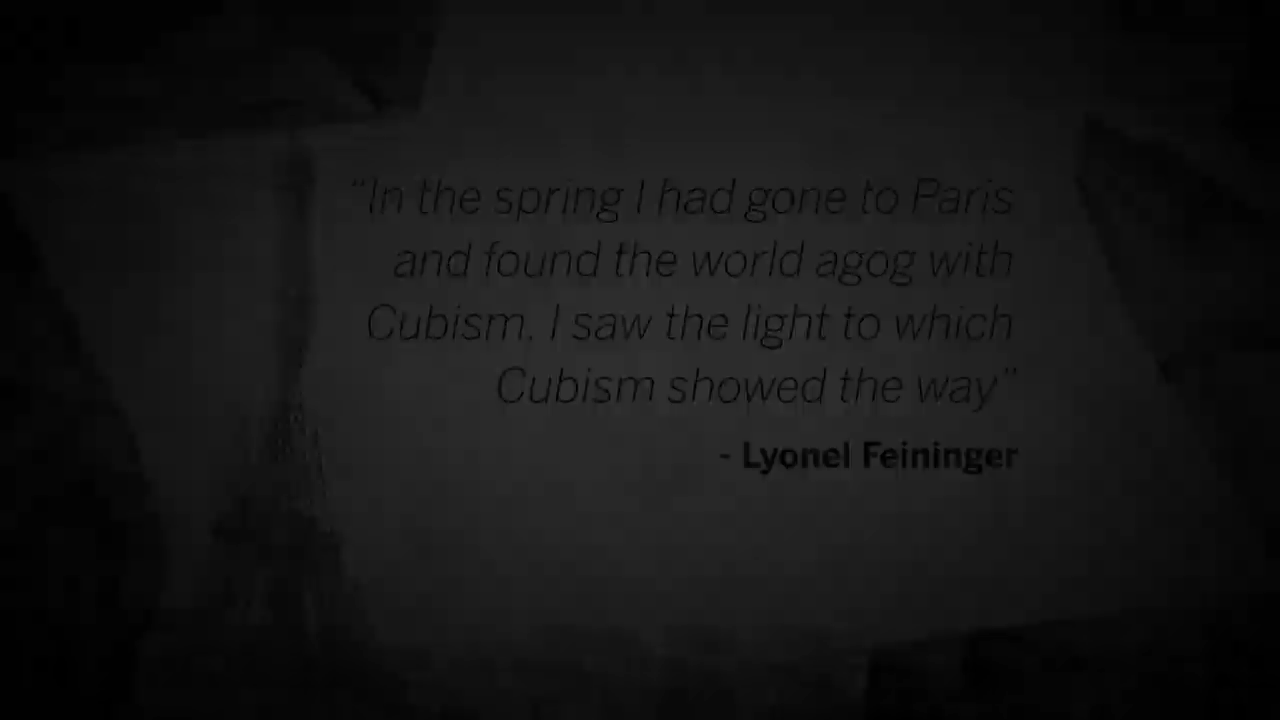 “In the spring I had gone to Paris
and found the world agog with
Cubism. I saw the light to which
Cubism showed the way”
- Lyonel Feininger